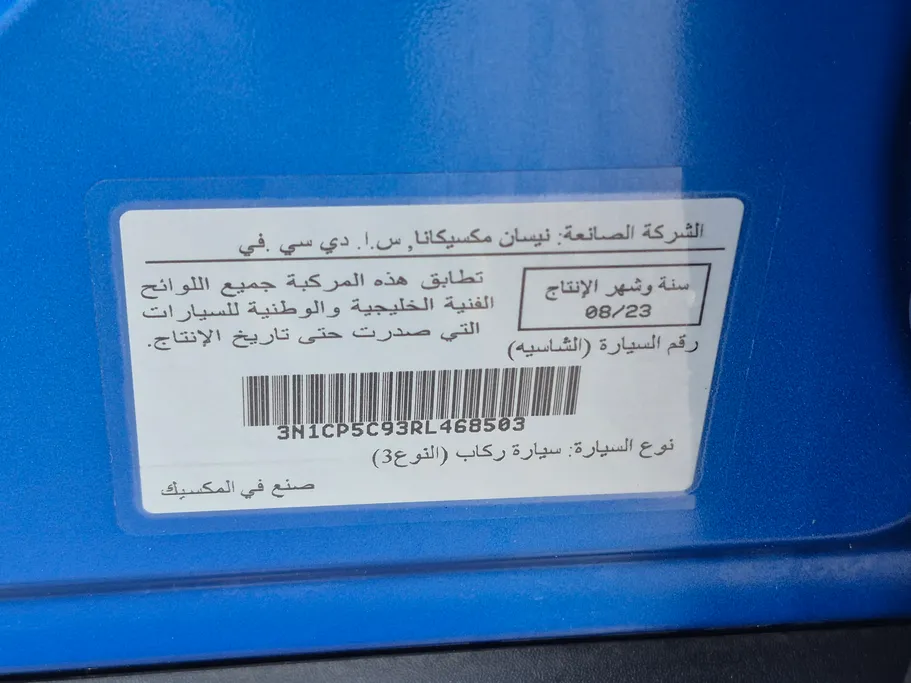 الشركة الصانعة: نيسان مكسيكانا, س.ا. دي سي .في
سنة وشهر الإنتاج
08/23
تطابق هذه المركبة جميع اللوائح
الفنية الخليجية والوطنية للسيارات
التي صدرت حتى تاريخ الإنتاج.
رقم السيارة (الشاسيه)
3N1CP5C93RL468503
نوع السيارة: سيارة ركاب (النوع3)
صنع في المكسيك